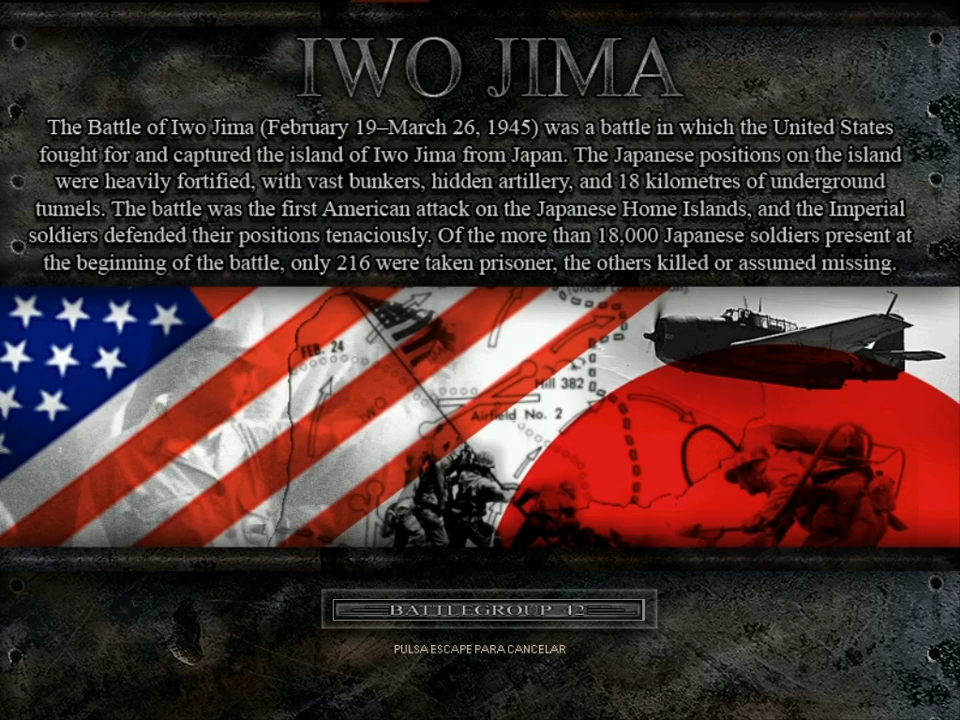 IWO JIMA
The Battle of Iwo Jima (February 19–March 26, 1945) was a battle in which the United States
fought for and captured the island of Iwo Jima from Japan. The Japanese positions on the island
were heavily fortified, with vast bunkers, hidden artillery, and 18 kilometres of underground
tunnels. The battle was the first American attack on the Japanese Home Islands, and the Imperial
soldiers defended their positions tenaciously. Of the more than 18,000 Japanese soldiers present at
the beginning of the battle, only 216 were taken prisoner, the others killed or assumed missing.
(under construction)
FEB. 24
Hill 382
IWO
Airfield No. 2
BATTLEGROUP 42
PULSA ESCAPE PARA CANCELAR